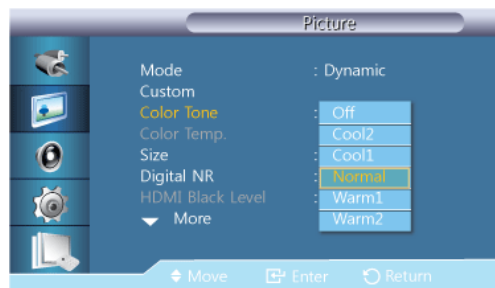 Picture
Mode : Dynamic
Custom
Color Tone : Off
Color Temp. Cool2
Size : Cool1
Digital NR : Normal
HDMI Black Level : Warm1
More Warm2
Move Enter Return